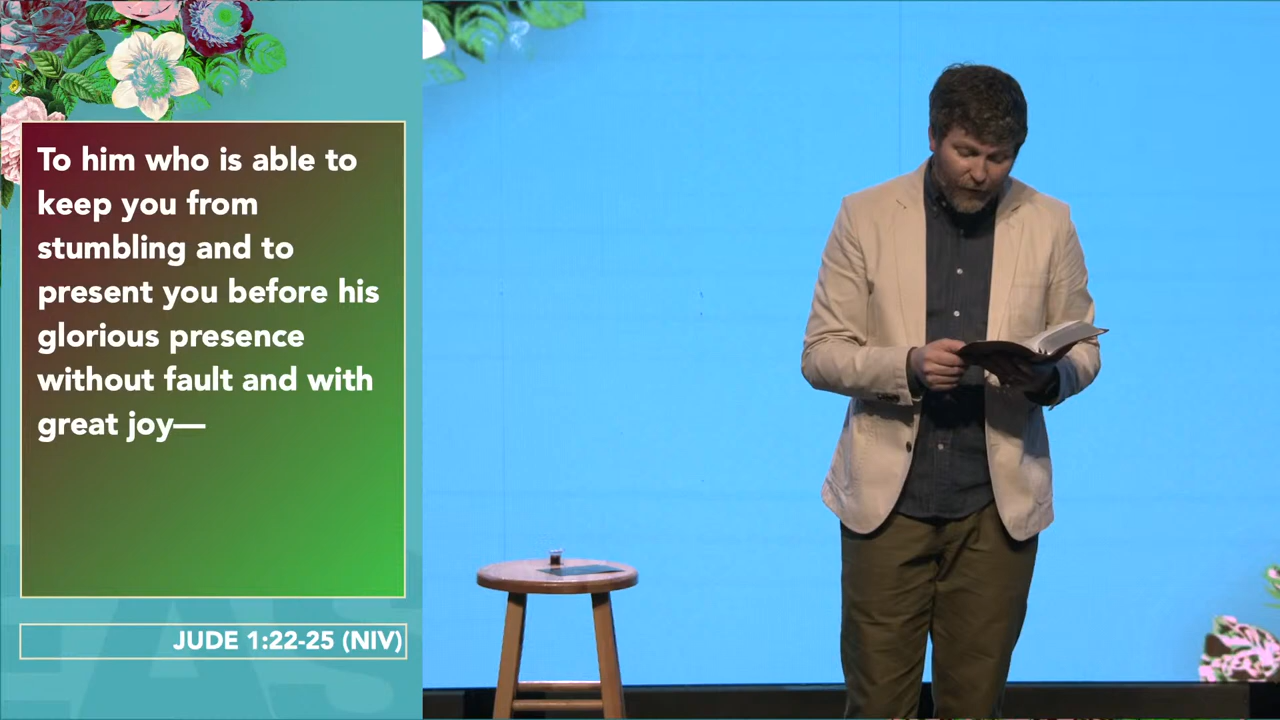 To him who is able to
keep you from
stumbling and to
present you before his
glorious presence
without fault and with
great joy—
JUDE 1:22-25 (NIV)